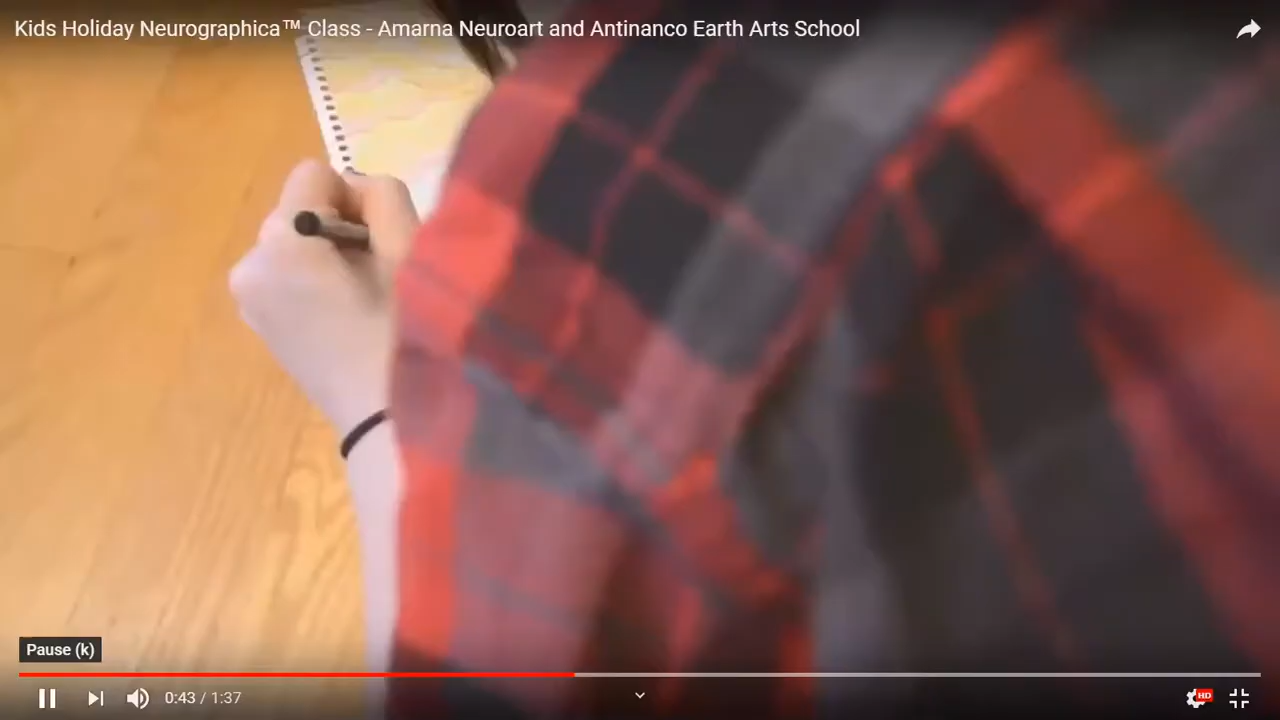 Kids Holiday Neurographica™ Class - Amarna Neuroart and Antinanco Earth Arts School
Pause (k)
0:43 / 1:37
HD